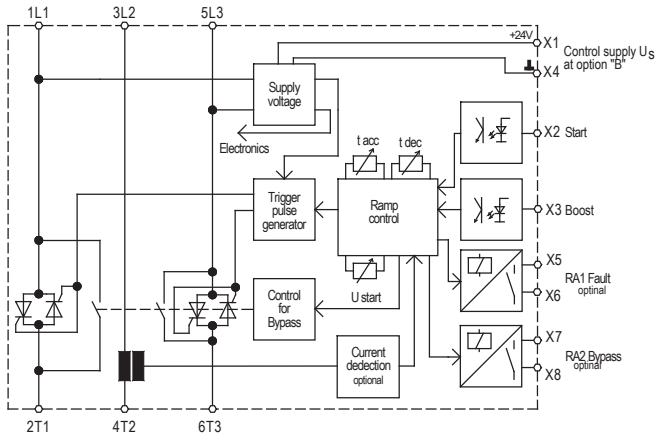 1L1 3L2 5L3
+24V
X1
Control supply Us
at option "B"
X4
Supply
voltage
Electronics
t acc
t dec
X2 Start
Trigger
pulse
generator
Ramp
control
X3 Boost
U start
X5
RA1 Fault
optinal
X6
Control
for
Bypass
Current
dedection
optional
X7
RA2 Bypass
optinal
X8
2T1 4T2 6T3